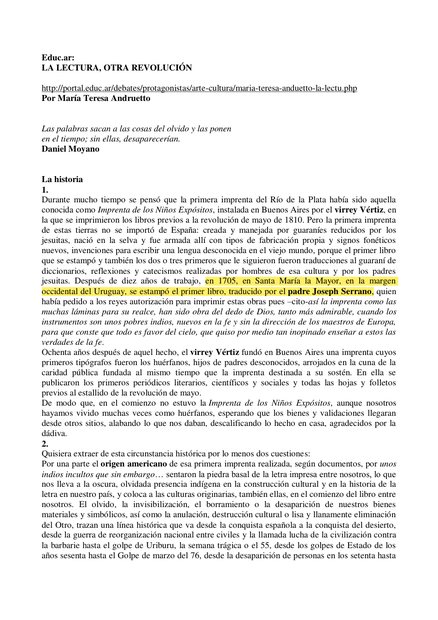 Educ.ar:
LA LECTURA, OTRA REVOLUCIÓN
http://portal.educ.ar/debates/protagonistas/arte-cultura/maria-teresa-anduetto-la-lectu.php
Por María Teresa Andruetto
Las palabras sacan a las cosas del olvido y las ponen
en el tiempo; sin ellas, desaparecerían.
Daniel Moyano
La historia
1.
Durante mucho tiempo se pensó que la primera imprenta del Río de la Plata había sido aquella
conocida como Imprenta de los Niños Expósitos, instalada en Buenos Aires por el virrey Vértiz, en
la que se imprimieron los libros previos a la revolución de mayo de 1810. Pero la primera imprenta
de estas tierras no se importó de España: creada y manejada por guaraníes reducidos por los
jesuitas, nació en la selva y fue armada allí con tipos de fabricación propia y signos fonéticos
nuevos, invenciones para escribir una lengua desconocida en el viejo mundo, porque el primer libro
que se estampó y también los dos o tres primeros que le siguieron fueron traducciones al guaraní de
diccionarios, reflexiones y catecismos realizadas por hombres de esa cultura y por los padres
jesuitas. Después de diez años de trabajo, en 1705, en Santa María la Mayor, en la margen
occidental del Uruguay, se estampó el primer libro, traducido por el padre Joseph Serrano, quien
había pedido a los reyes autorización para imprimir estas obras pues –cito-así la imprenta como las
muchas láminas para su realce, han sido obra del dedo de Dios, tanto más admirable, cuando los
instrumentos son unos pobres indios, nuevos en la fe y sin la dirección de los maestros de Europa,
para que conste que todo es favor del cielo, que quiso por medio tan inopinado enseñar a estos las
verdades de la fe.
Ochenta años después de aquel hecho, el virrey Vértiz fundó en Buenos Aires una imprenta cuyos
primeros tipógrafos fueron los huérfanos, hijos de pobres, arrojados en la cuna de la
caridad pública fundada al mismo tiempo que la imprenta destinada a su sostén. En ella se
publicaron los primeros periódicos literarios, científicos y sociales y todas las hojas y folletos
previos al estallido de la revolución de mayo.
De modo que, en el comienzo no estuvo la Imprenta de los Niños Expósitos, aunque nosotros
hayamos vivido muchas veces como huérfanos, esperando que los bienes y validaciones llegaran
desde otros sitios, alabando lo que nos daban, descalificando lo hecho en casa, agradecidos por la
dádiva.
2.
Quisiera extraer de esta circunstancia histórica por lo menos dos cuestiones:
Por una parte el origen americano de esa primera imprenta realizada, según documentos, por unos
indios incultos que sin embargo… sentaron la piedra basal de la letra impresa entre nosotros, lo que
nos lleva a la oscura, olvidada presencia indígena en la construcción cultural y en la historia de la
letra en nuestro país, y coloca a las culturas originarias, también ellas, en el comienzo del libro entre
nosotros. El olvido, la invisibilización, el borramiento o la desaparición de nuestros bienes
materiales y simbólicos, así como la anulación, destrucción cultural o lisa y llanamente eliminación
del Otro, trazan una línea histórica que va desde la conquista española a la conquista del desierto,
desde la guerra de reorganización nacional entre civiles y la llamada lucha de la civilización contra
la barbarie hasta el golpe de Uriburu, la semana trágica o el 55, desde los golpes de Estado de los
años sesenta hasta el Golpe de marzo del 76, desde la desaparición de personas en los setenta hasta